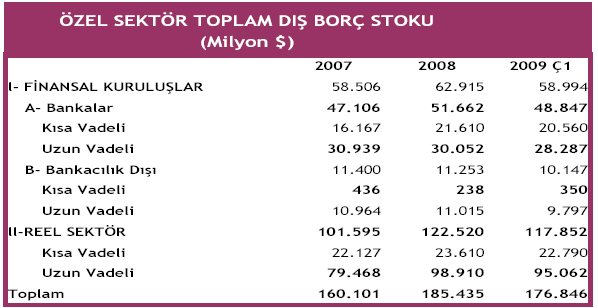 ÖZEL SEKTÖR TOPLAM DIŞ BORÇ STOKU
(Milyon $)
2007 2008 2009 Ç1
I- FİNANSAL KURULUŞLAR 58.506 62.915 58.994
A- Bankalar 47.106 51.662 48.847
Kısa Vadeli 16.167 21.610 20.560
Uzun Vadeli 30.939 30.052 28.287
B- Bankacılık Dışı 11.400 11.253 10.147
Kısa Vadeli 436 238 350
Uzun Vadeli 10.964 11.015 9.797
II-REEL SEKTÖR 101.595 122.520 117.852
Kısa Vadeli 22.127 23.610 22.790
Uzun Vadeli 79.468 98.910 95.062
Toplam 160.101 185.435 176.846